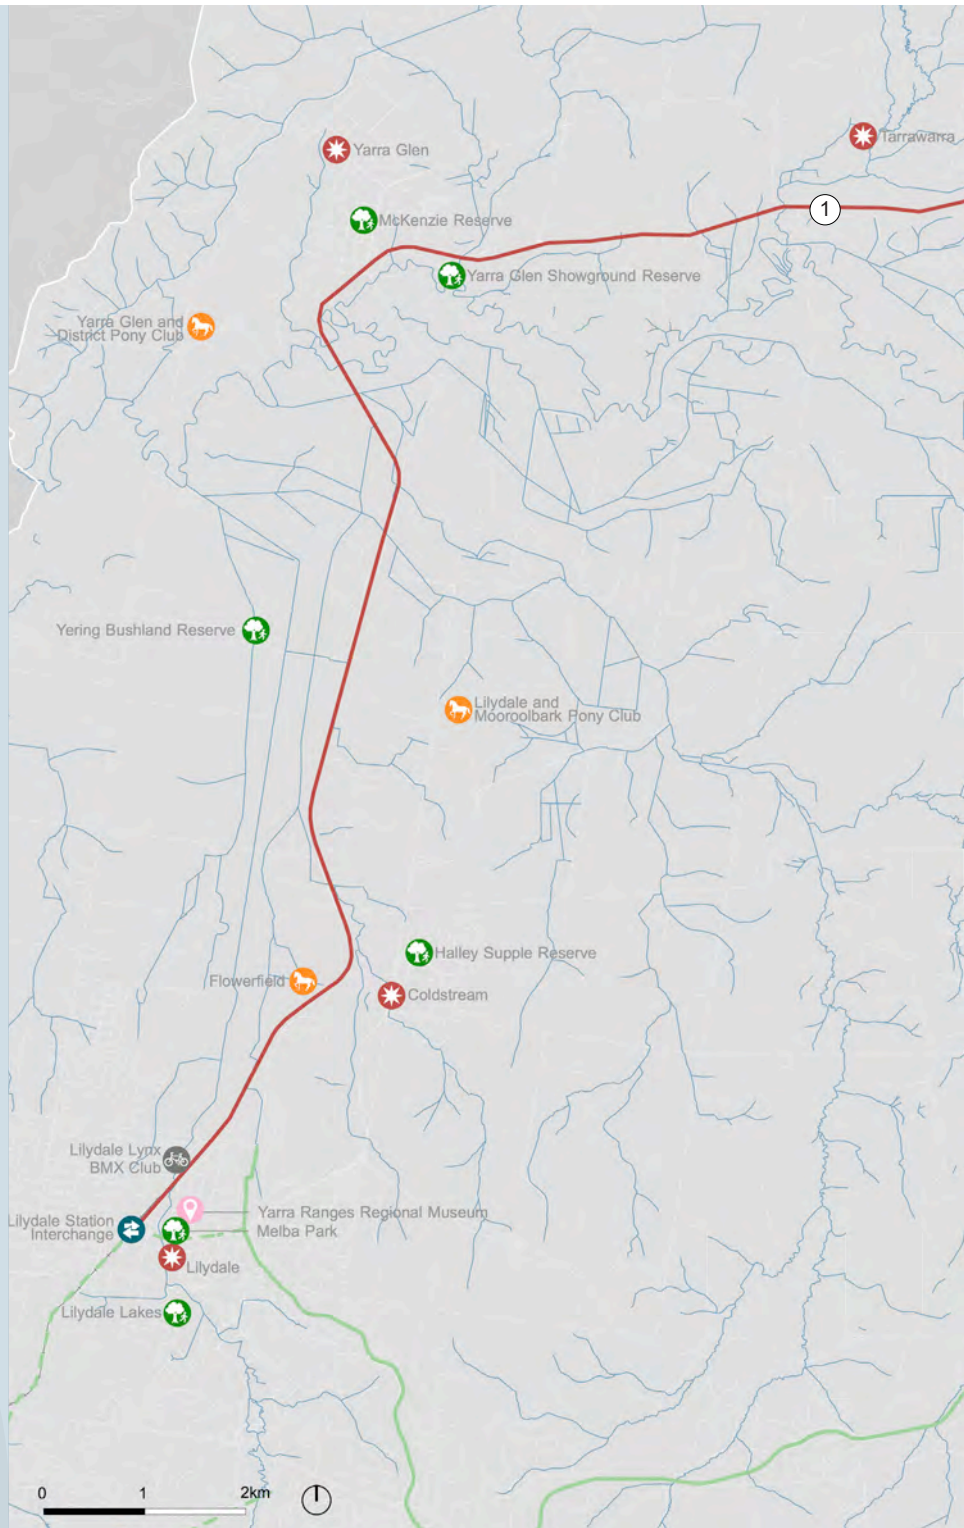 Tarrawarra
Yarra Glen
1
McKenzie Reserve
Yarra Glen Showground Reserve
Yarra Glen and
District Pony Club
Yering Bushland Reserve
Lilydale and
Mooroolbark Pony Club
Halley Supple Reserve
Flowerfield
Coldstream
Lilydale Lynx
BMX Club
Yarra Ranges Regional Museum
Lilydale Station
Interchange
Melba Park
Lilydale
Lilydale Lakes
0 1 2km